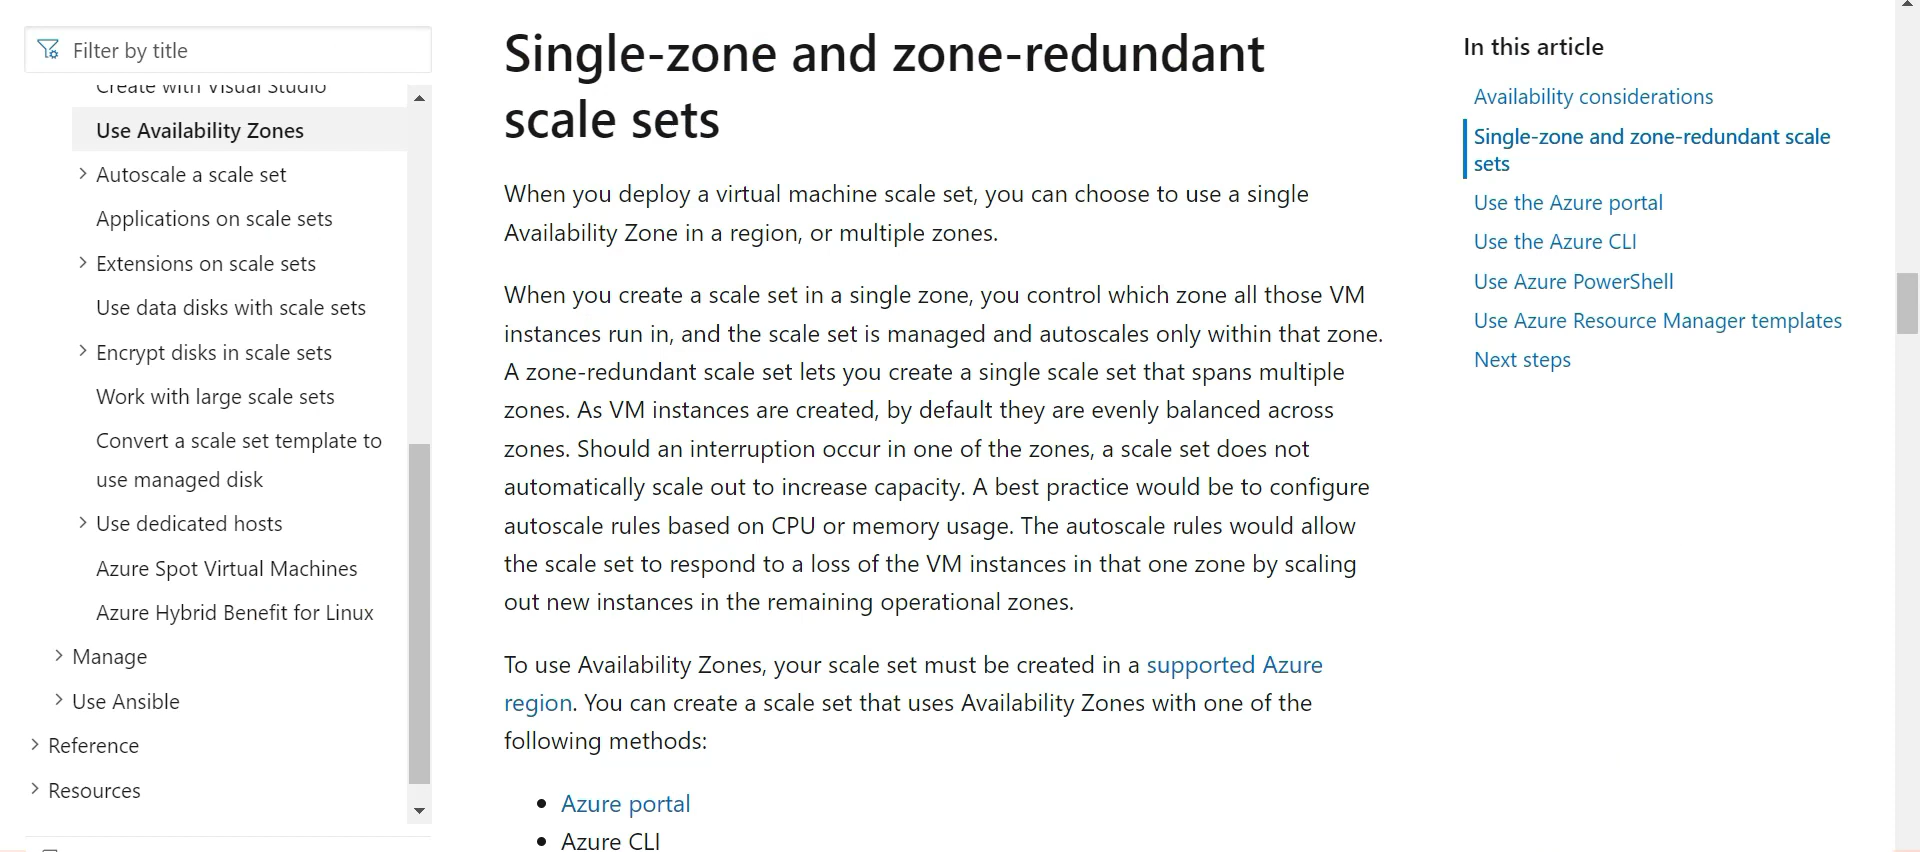 Filter by title
Create with Visual Studio
Use Availability Zones
Autoscale a scale set
Applications on scale sets
Extensions on scale sets
Use data disks with scale sets
Encrypt disks in scale sets
Work with large scale sets
Convert a scale set template to
use managed disk
Use dedicated hosts
Azure Spot Virtual Machines
Azure Hybrid Benefit for Linux
Manage
Use Ansible
Reference
Resources
Single-zone and zone-redundant
scale sets
When you deploy a virtual machine scale set, you can choose to use a single
Availability Zone in a region, or multiple zones.
When you create a scale set in a single zone, you control which zone all those VM
instances run in, and the scale set is managed and autoscales only within that zone.
A zone-redundant scale set lets you create a single scale set that spans multiple
zones. As VM instances are created, by default they are evenly balanced across
zones. Should an interruption occur in one of the zones, a scale set does not
automatically scale out to increase capacity. A best practice would be to configure
autoscale rules based on CPU or memory usage. The autoscale rules would allow
the scale set to respond to a loss of the VM instances in that one zone by scaling
out new instances in the remaining operational zones.
To use Availability Zones, your scale set must be created in a supported Azure
region. You can create a scale set that uses Availability Zones with one of the
following methods:
• Azure portal
• Azure CLI
In this article
Availability considerations
Single-zone and zone-redundant scale
sets
Use the Azure portal
Use the Azure CLI
Use Azure PowerShell
Use Azure Resource Manager templates
Next steps